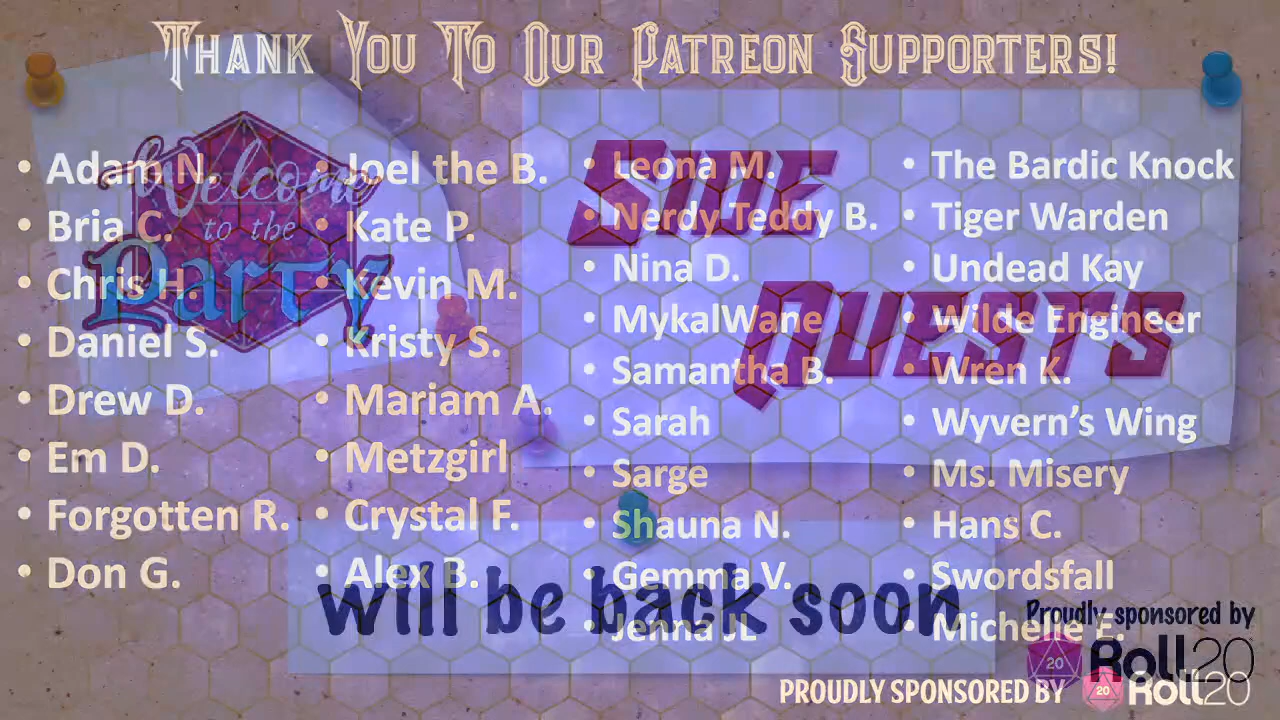 Thank You To Our Patreon Supporters!
Welcome
to the
Party
Side
Quests
• Adam N.
• Bria C.
• Chris H.
• Daniel S.
• Drew D.
• Em D.
• Forgotten R.
• Don G.
• Joel the B.
• Kate P.
• Kevin M.
• Kristy S.
• Mariam A.
• Metzgirl
• Crystal F.
• Alex B.
• Leona M.
• Nerdy Teddy B.
• Nina D.
• MykalWane
• Samantha B.
• Sarah
• Sarge
• Shauna N.
• Gemma V.
• Jenna JL
• The Bardic Knock
• Tiger Warden
• Undead Kay
• Wilde Engineer
• Wren K.
• Wyvern’s Wing
• Ms. Misery
• Hans C.
• Swordsfall
• Michelle E.
will be back soon
Proudly sponsored by
20 Roll20
PROUDLY SPONSORED BY 20 Roll20